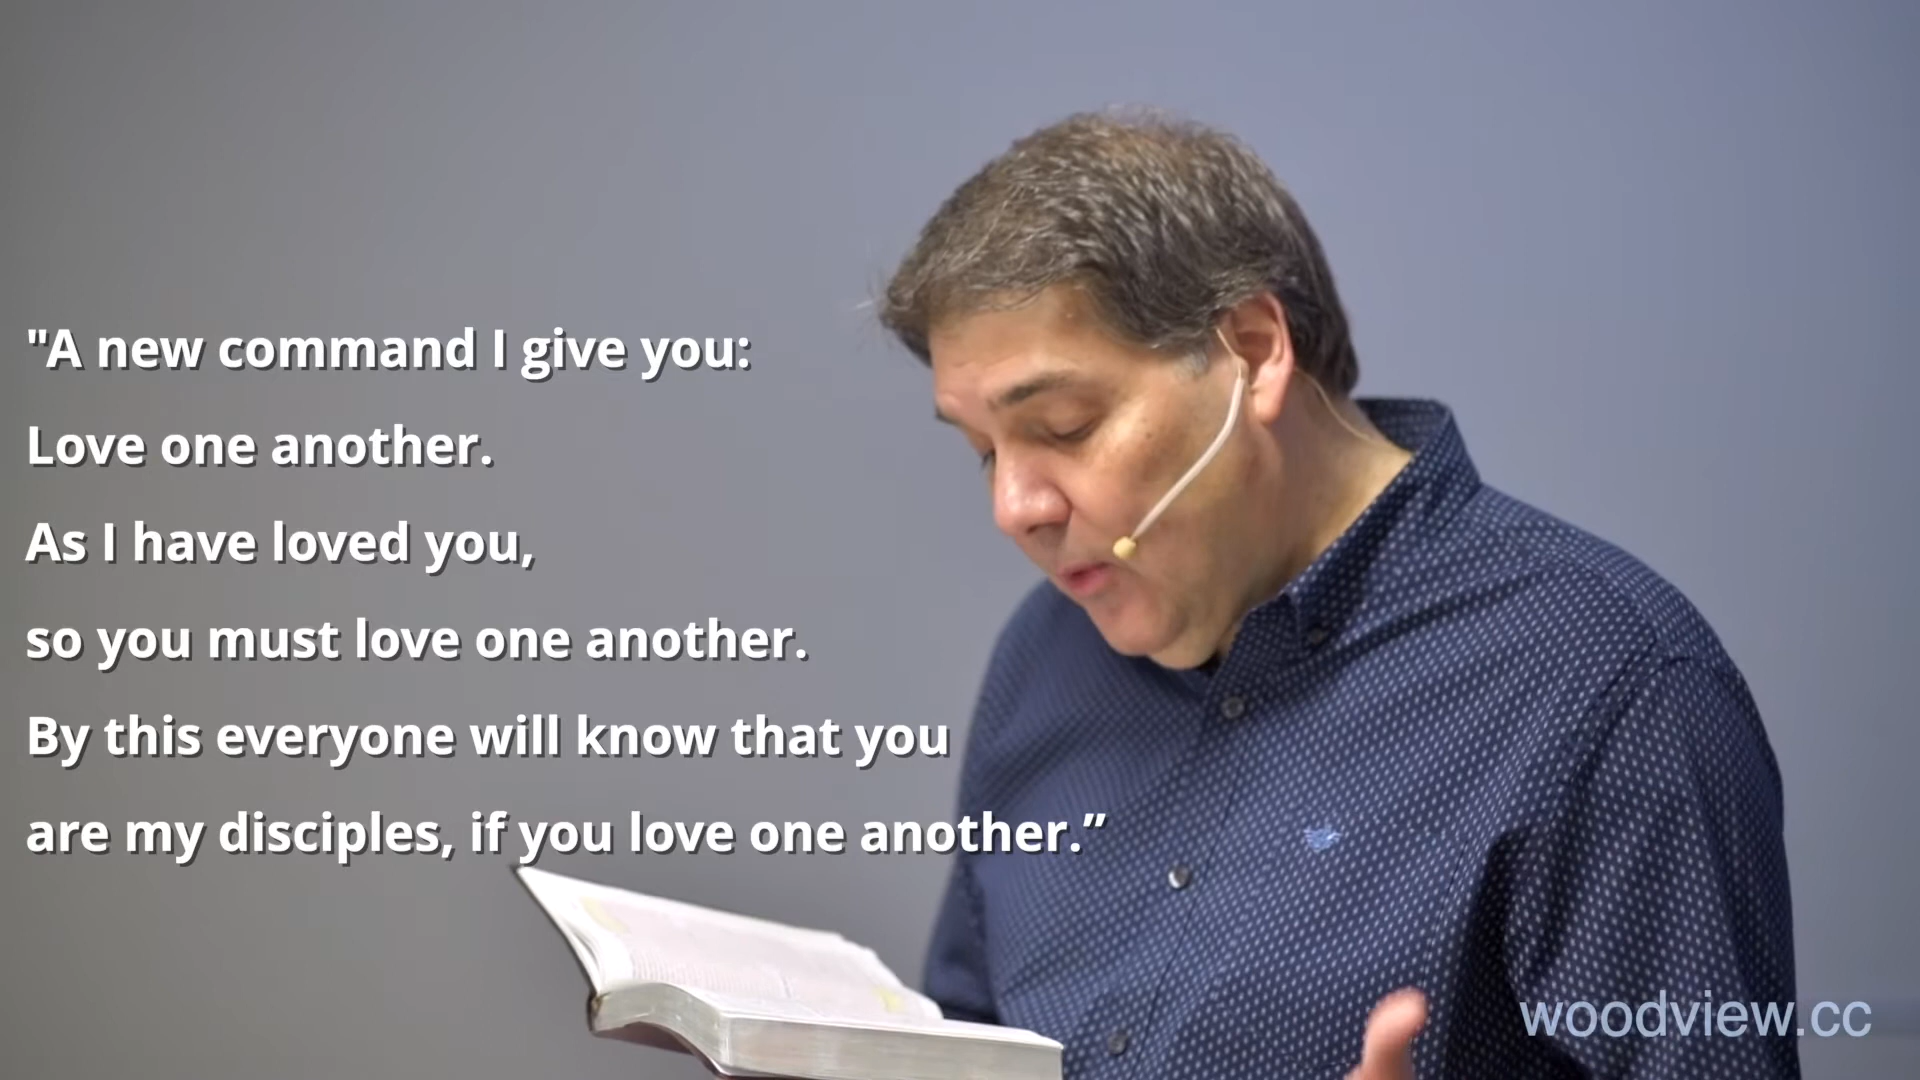 "A new command I give you:
Love one another.
As I have loved you,
so you must love one another.
By this everyone will know that you
are my disciples, if you love one another.”
woodview.cc